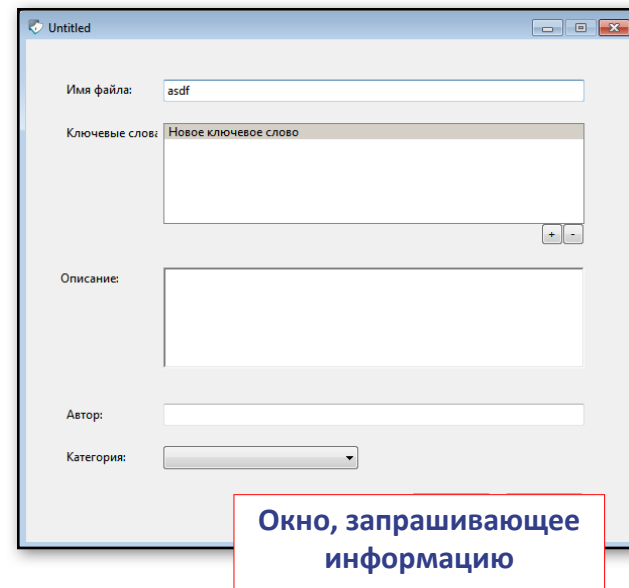 Untitled
Имя файла:
asdf
Ключевые слова
Новое ключевое слово
+ -
Описание:
Автор:
Категория:
Окно, запрашивающее
информацию